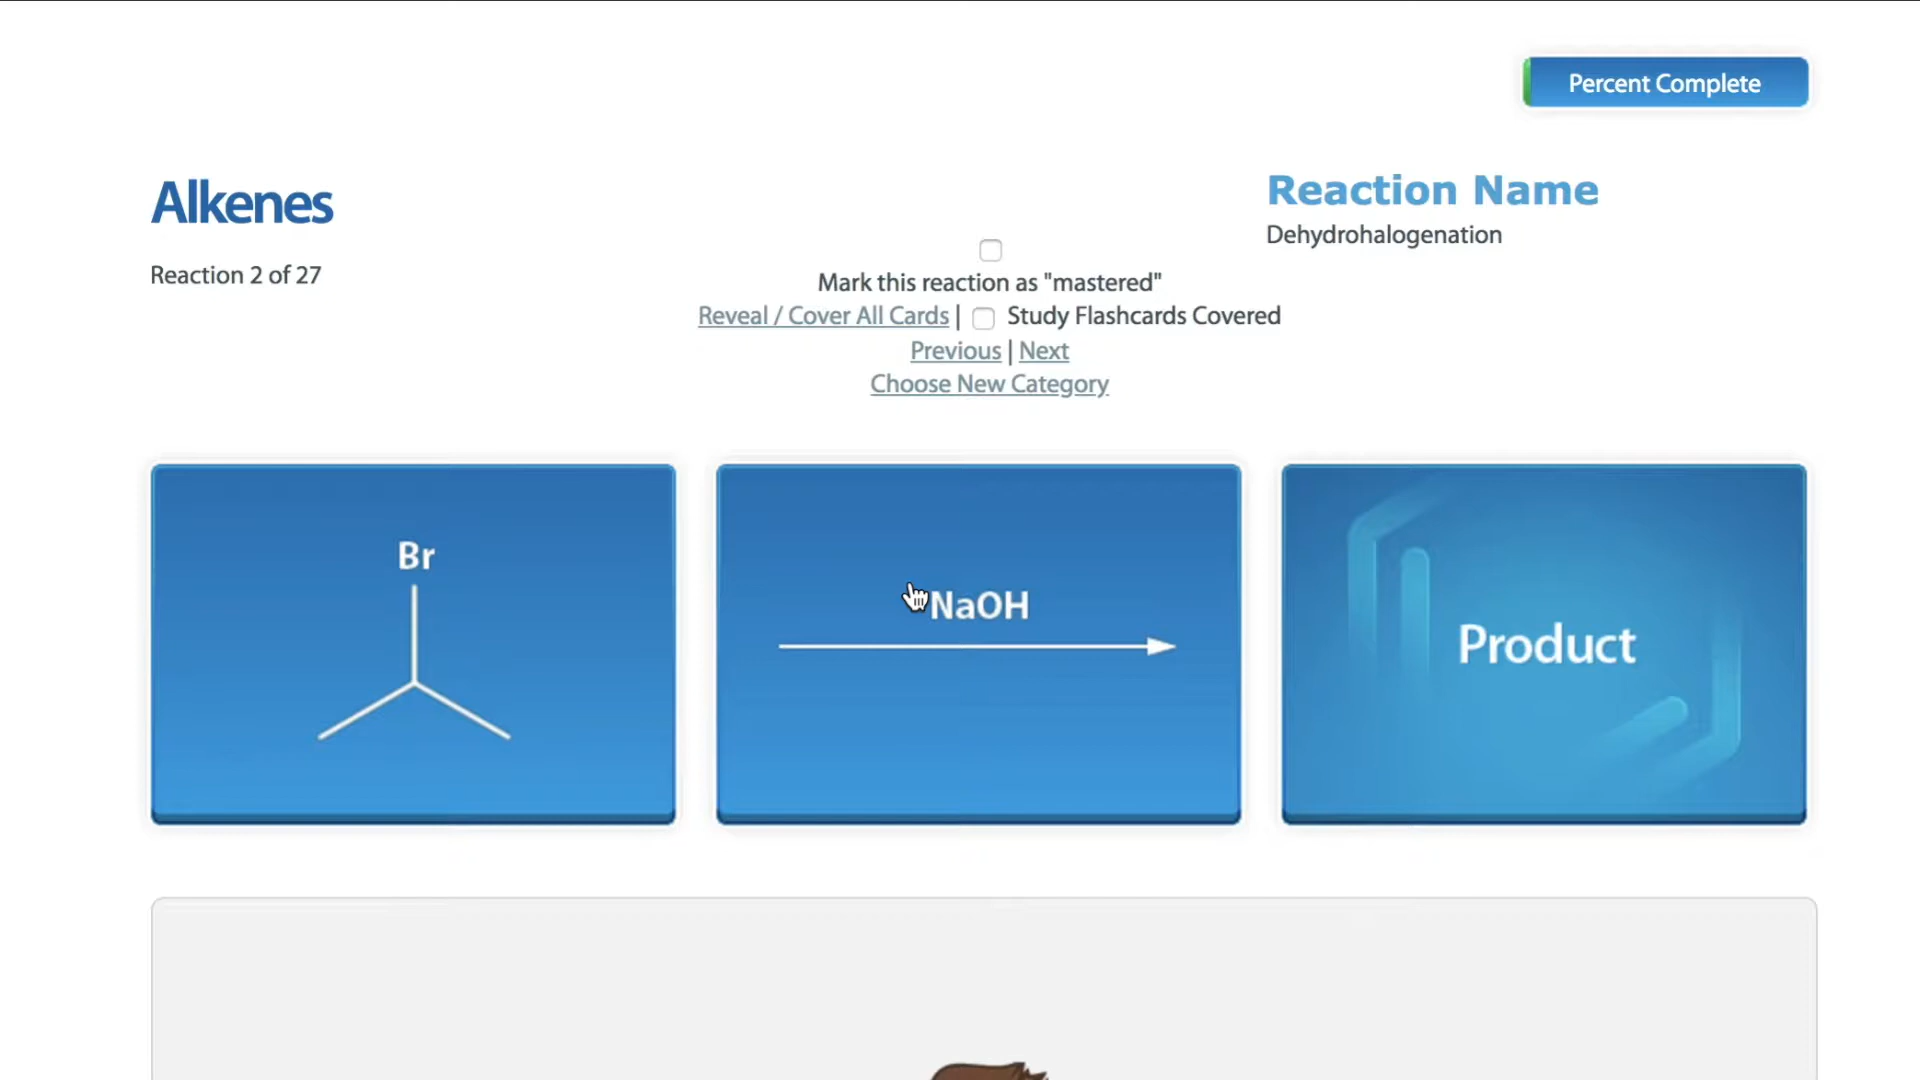 Percent Complete
Alkenes
Reaction 2 of 27
Reaction Name
Dehydrohalogenation
Mark this reaction as "mastered"
Reveal / Cover All Cards | Study Flashcards Covered
Previous | Next
Choose New Category
Br
NaOH
Product